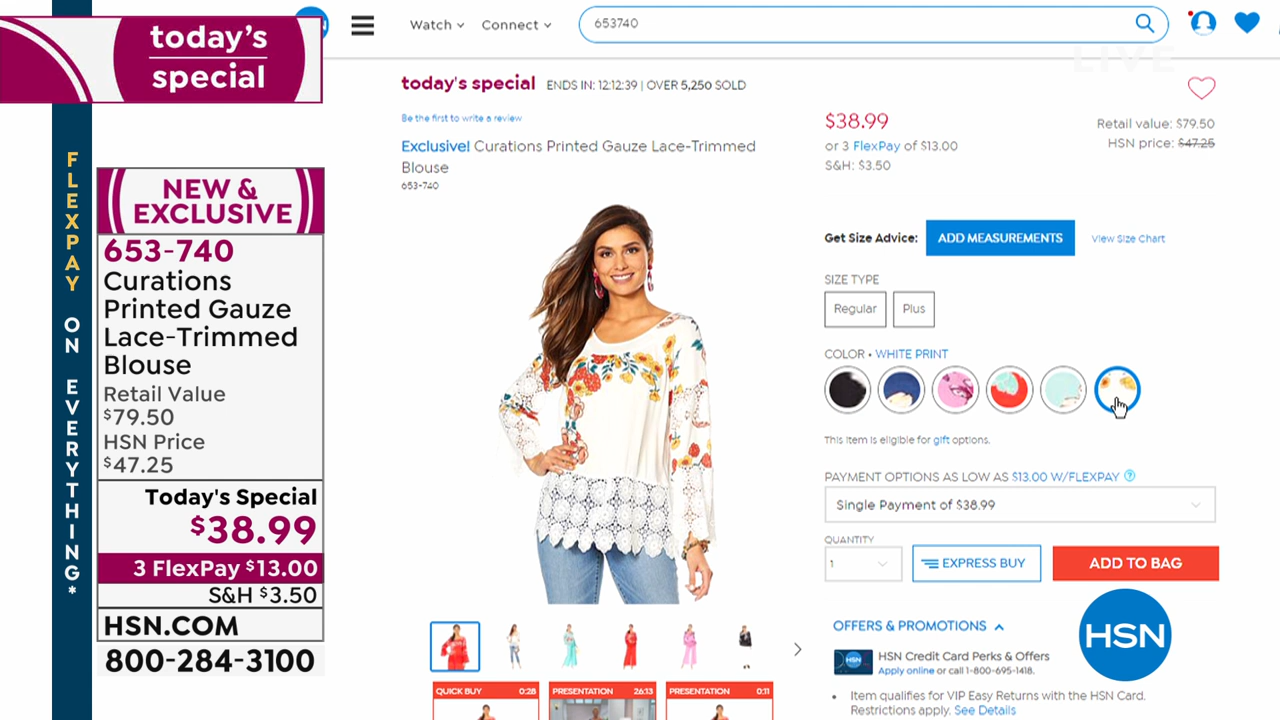 today's
special
FLEXPAY ON EVERYTHING*
NEW &
EXCLUSIVE
653-740
Curations
Printed Gauze
Lace-Trimmed
Blouse
Retail Value
$79.50
HSN Price
$47.25
Today's Special
$38.99
3 FlexPay $13.00
S&H $3.50
HSN.COM
800-284-3100
Watch
Connect
653740
LIVE
today's special ENDS IN: 12:12:39 | OVER 5,250 SOLD
Be the first to write a review
Exclusive! Curations Printed Gauze Lace-Trimmed
Blouse
653-740
$38.99
or 3 FlexPay of $13.00
S&H: $3.50
Retail value: $79.50
HSN price: $47.25
Get Size Advice: ADD MEASUREMENTS View Size Chart
SIZE TYPE
Regular Plus
COLOR • WHITE PRINT
This item is eligible for gift options.
PAYMENT OPTIONS AS LOW AS $13.00 W/FLEXPAY ?
Single Payment of $38.99
QUANTITY
1
EXPRESS BUY
ADD TO BAG
OFFERS & PROMOTIONS
HSN
HSN Credit Card Perks & Offers
Apply online or call 1-800-695-1418.
• Item qualifies for VIP Easy Returns with the HSN Card.
Restrictions apply. See Details
HSN
QUICK BUY 0:28
PRESENTATION 26:13
PRESENTATION 0:11